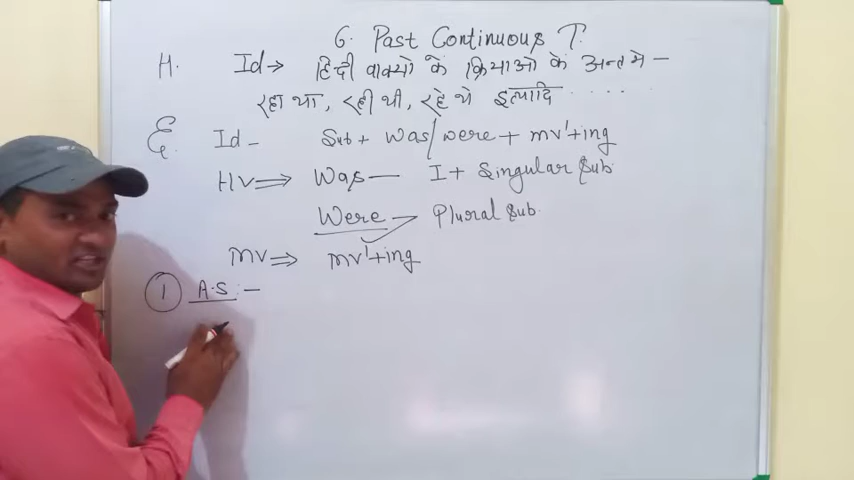 6. Past Continuous T.
H. Id→ हिंदी वाक्यो के क्रियाओ के अन्त मे —
रहा था, रही थी, रहे थे इत्यादि .....
E. Id - Sub + was/were + mv'+ing
HV ⇒ Was — I + Singular Sub.
Were → Plural Sub.
mv ⇒ mv'+ing
① A.S :-